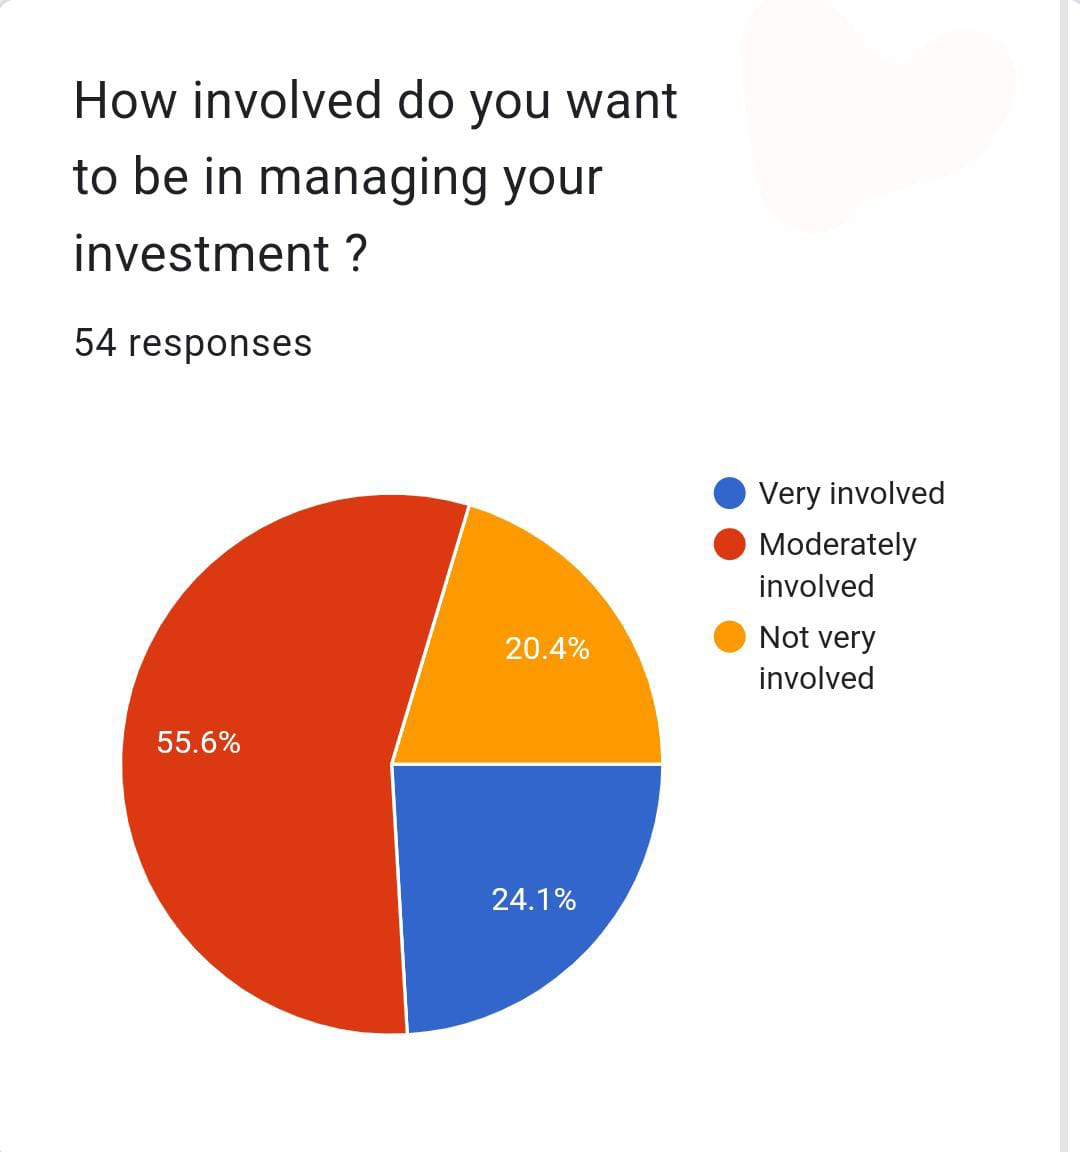 How involved do you want
to be in managing your
investment ?
54 responses
Very involved
Moderately
involved
Not very
involved
20.4%
55.6%
24.1%